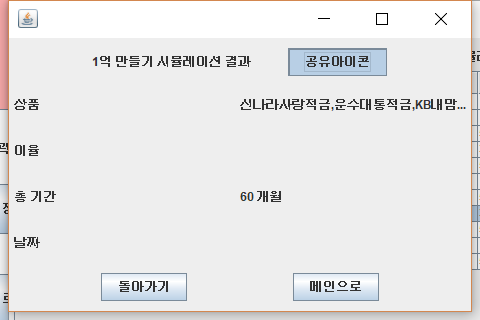 1억 만들기 시뮬레이션 결과 공유아이콘
상품 신나라사랑적금,운수대통적금,KB내맘...
이율
총 기간 60 개월
날짜
돌아가기 메인으로